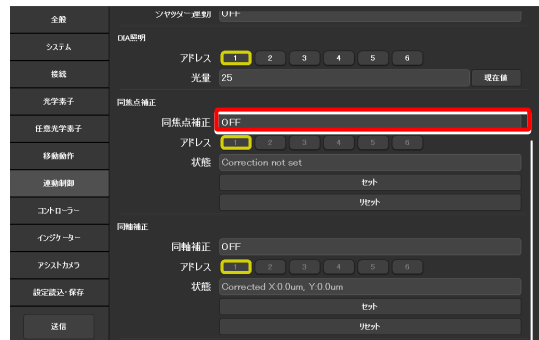 全般
システム
接続
光学素子
任意光学素子
移動動作
連動制御
コントローラー
インジケーター
アシストカメラ
設定読込・保存
送信
シャッター連動 OFF
DIA照明
アドレス 1 2 3 4 5 6
光量 25 現在値
同焦点補正
同焦点補正 OFF
アドレス 1 2 3 4 5 6
状態 Correction not set
セット
リセット
同軸補正
同軸補正 OFF
アドレス 1 2 3 4 5 6
状態 Corrected X:0.0um, Y:0.0um
セット
リセット